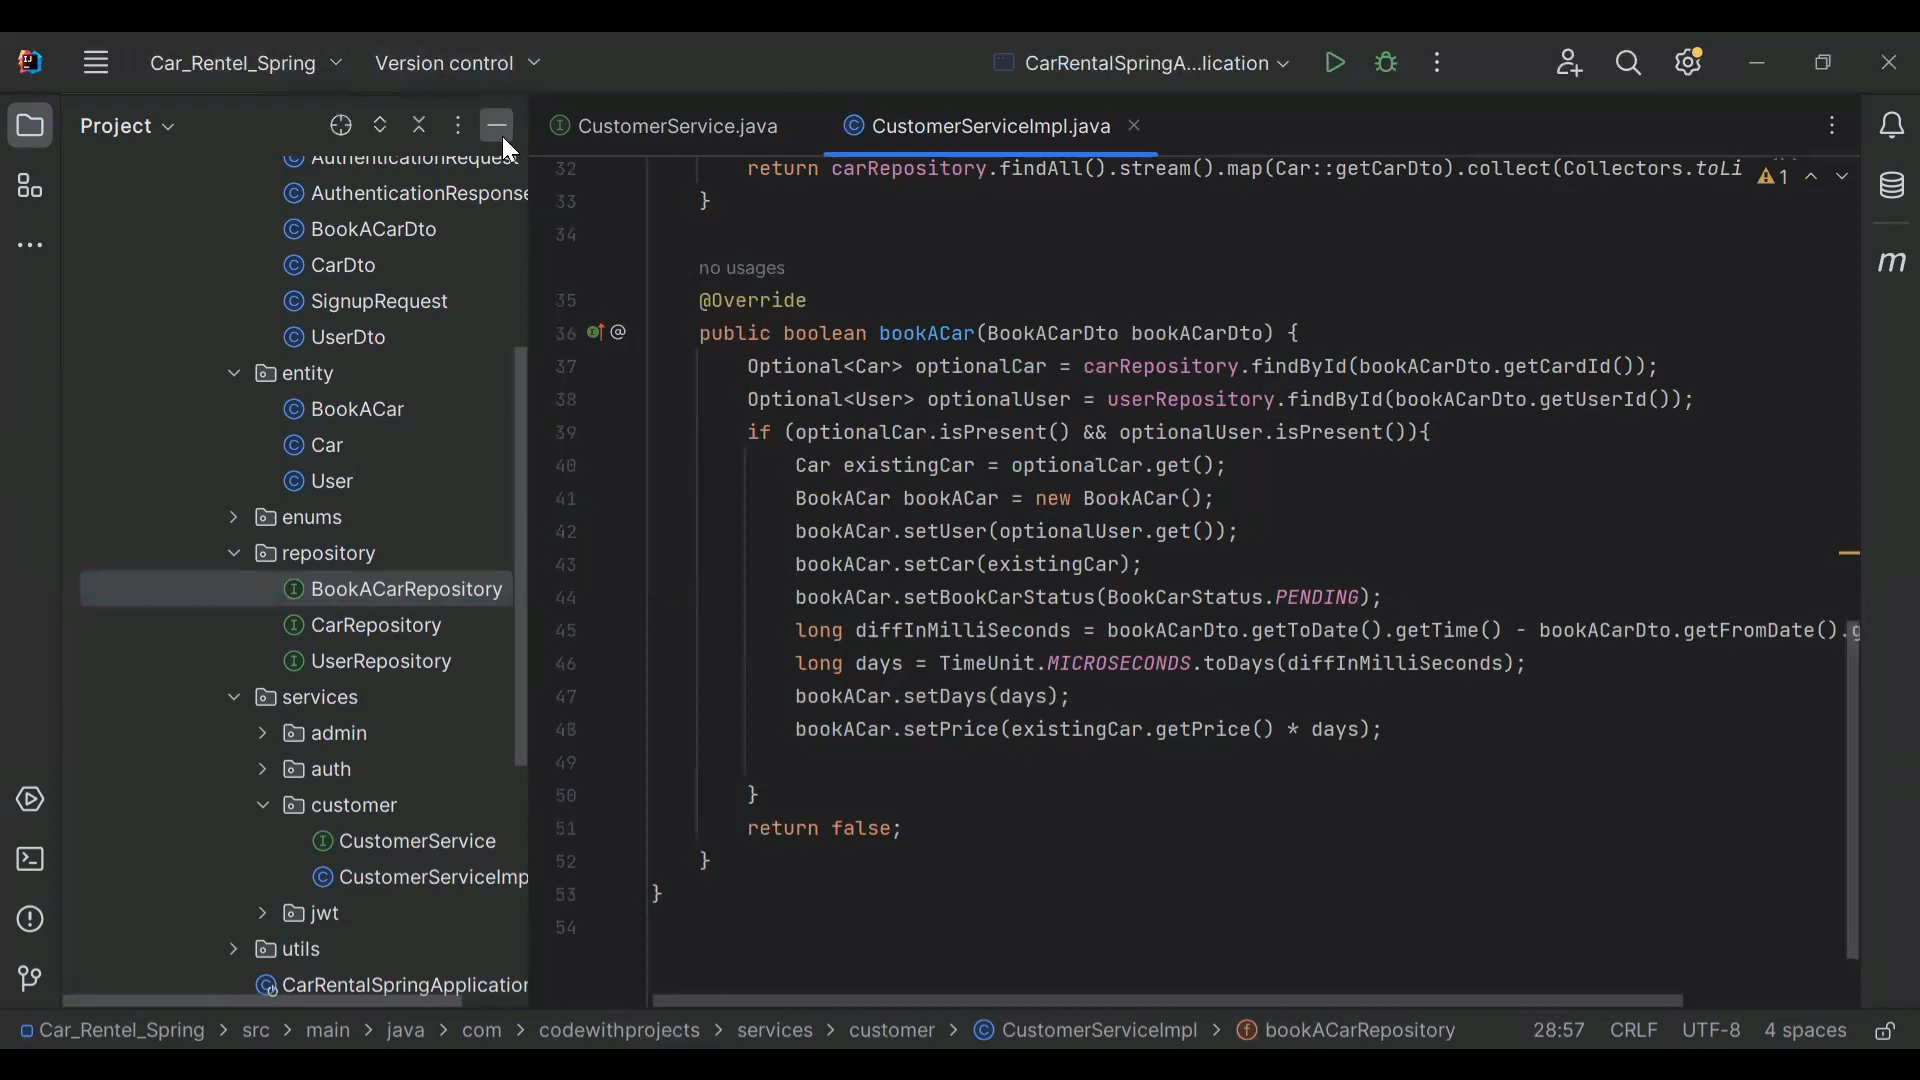 Car_Rentel_Spring
Version control
CarRentalSpringA...lication
Project
CustomerService.java
CustomerServiceImpl.java
AuthenticationRequest
AuthenticationResponse
BookACarDto
CarDto
SignupRequest
UserDto
entity
BookACar
Car
User
enums
repository
BookACarRepository
CarRepository
UserRepository
services
admin
auth
customer
CustomerService
CustomerServiceImp
jwt
utils
CarRentalSpringApplication
1
32 return carRepository.findAll().stream().map(Car::getCarDto).collect(Collectors.toLi
33 }
34
no usages
35 @Override
36 public boolean bookACar(BookACarDto bookACarDto) {
37 Optional<Car> optionalCar = carRepository.findById(bookACarDto.getCardId());
38 Optional<User> optionalUser = userRepository.findById(bookACarDto.getUserId());
39 if (optionalCar.isPresent() && optionalUser.isPresent()){
40 Car existingCar = optionalCar.get();
41 BookACar bookACar = new BookACar();
42 bookACar.setUser(optionalUser.get());
43 bookACar.setCar(existingCar);
44 bookACar.setBookCarStatus(BookCarStatus.PENDING);
45 long diffInMilliSeconds = bookACarDto.getToDate().getTime() - bookACarDto.getFromDate().g
46 long days = TimeUnit.MICROSECONDS.toDays(diffInMilliSeconds);
47 bookACar.setDays(days);
48 bookACar.setPrice(existingCar.getPrice() * days);
49
50 }
51 return false;
52 }
53 }
54
m
Car_Rentel_Spring > src > main > java > com > codewithprojects > services > customer > CustomerServiceImpl > bookACarRepository 28:57 CRLF UTF-8 4 spaces